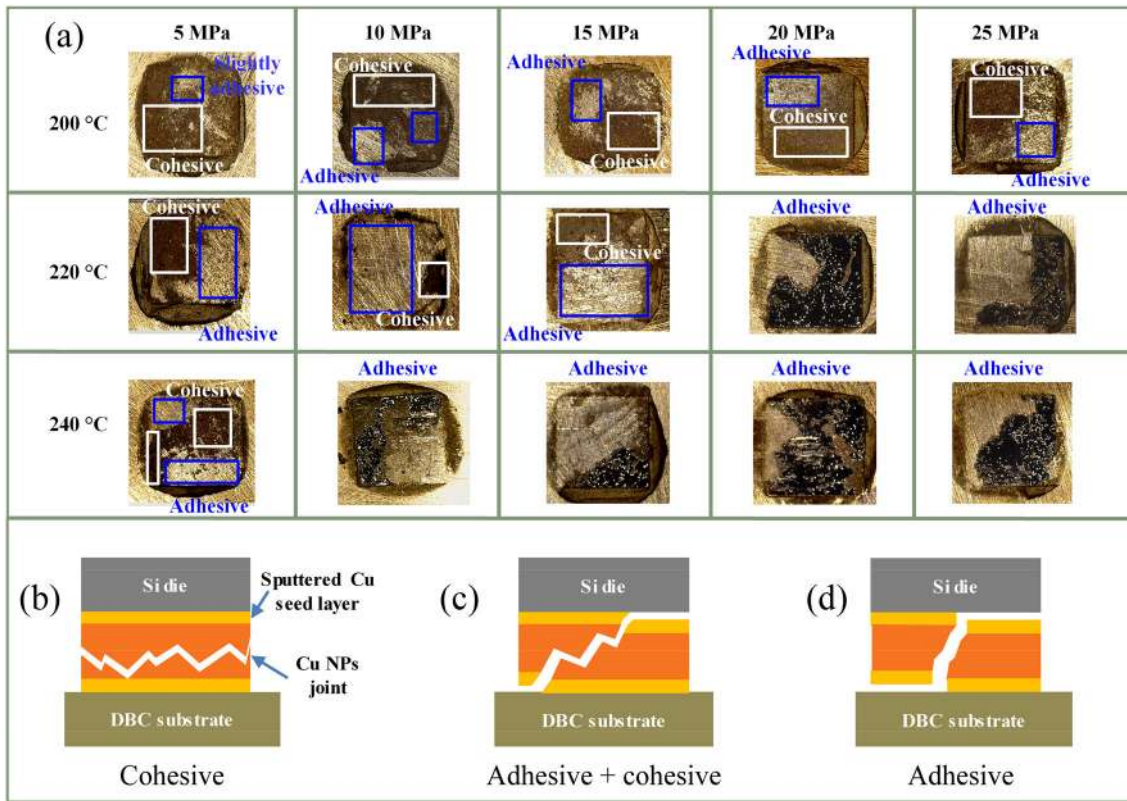 (a)
5 MPa
10 MPa
15 MPa
20 MPa
25 MPa
200 °C
Slightly
adhesive
Cohesive
Cohesive
Adhesive
Adhesive
Cohesive
Adhesive
Cohesive
Cohesive
Adhesive
220 °C
Cohesive
Adhesive
Adhesive
Cohesive
Cohesive
Adhesive
Adhesive
Adhesive
240 °C
Cohesive
Adhesive
Adhesive
Adhesive
Adhesive
Adhesive
(b)
Si die
Sputtered Cu
seed layer
Cu NPs
joint
DBC substrate
Cohesive
(c)
Si die
DBC substrate
Adhesive + cohesive
(d)
Si die
DBC substrate
Adhesive